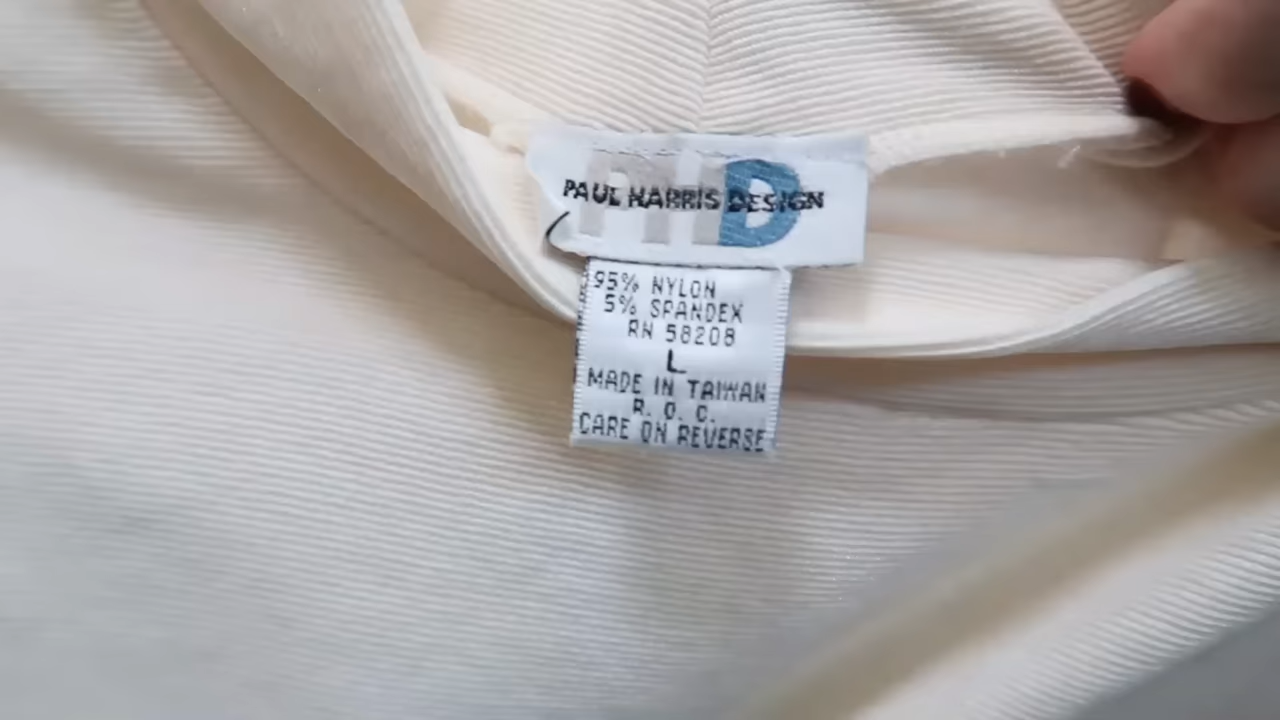 PHD
PAUL HARRIS DESIGN
95% NYLON
5% SPANDEX
RN 58208
L
MADE IN TAIWAN
R. O. C.
CARE ON REVERSE